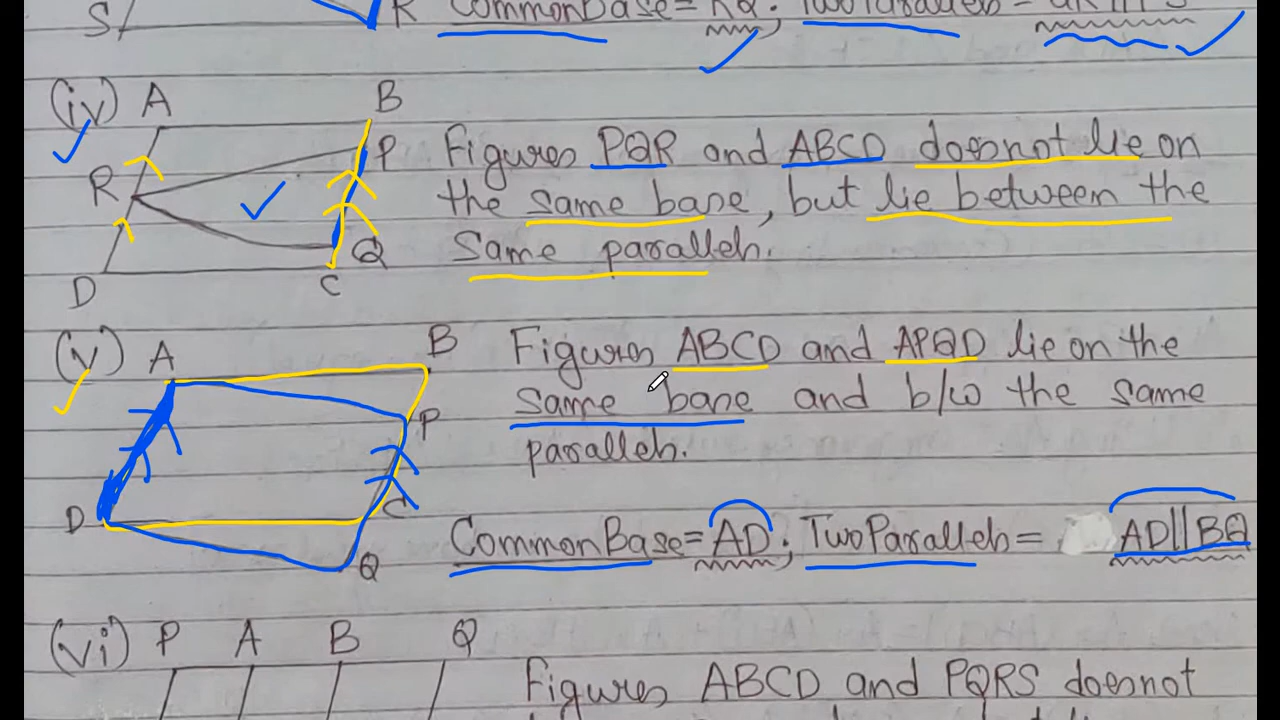 S R Common Base = RQ; Two Parallels =
(iv) A B
P Figures PQR and ABCD doesnot lie on
R the same base, but lie between the
Q Same parallels.
D C
(v) A B Figures ABCD and APQD lie on the
P same base and b/w the same
parallels.
D C Common Base = AD; Two Parallels = AD||BQ
Q
(vi) P A B Q
Figures ABCD and PQRS doesnot